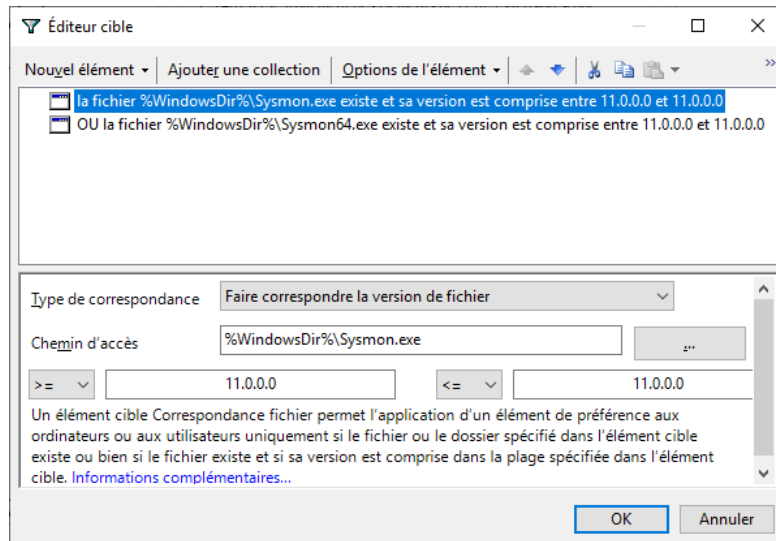 Éditeur cible
Nouvel élément Ajouter une collection Options de l'élément »
la fichier %WindowsDir%\Sysmon.exe existe et sa version est comprise entre 11.0.0.0 et 11.0.0.0
OU la fichier %WindowsDir%\Sysmon64.exe existe et sa version est comprise entre 11.0.0.0 et 11.0.0.0
Type de correspondance Faire correspondre la version de fichier
Chemin d'accès %WindowsDir%\Sysmon.exe ...
>= 11.0.0.0 <= 11.0.0.0
Un élément cible Correspondance fichier permet l'application d'un élément de préférence aux
ordinateurs ou aux utilisateurs uniquement si le fichier ou le dossier spécifié dans l'élément cible
existe ou bien si le fichier existe et si sa version est comprise dans la plage spécifiée dans l'élément
cible. Informations complémentaires...
OK Annuler